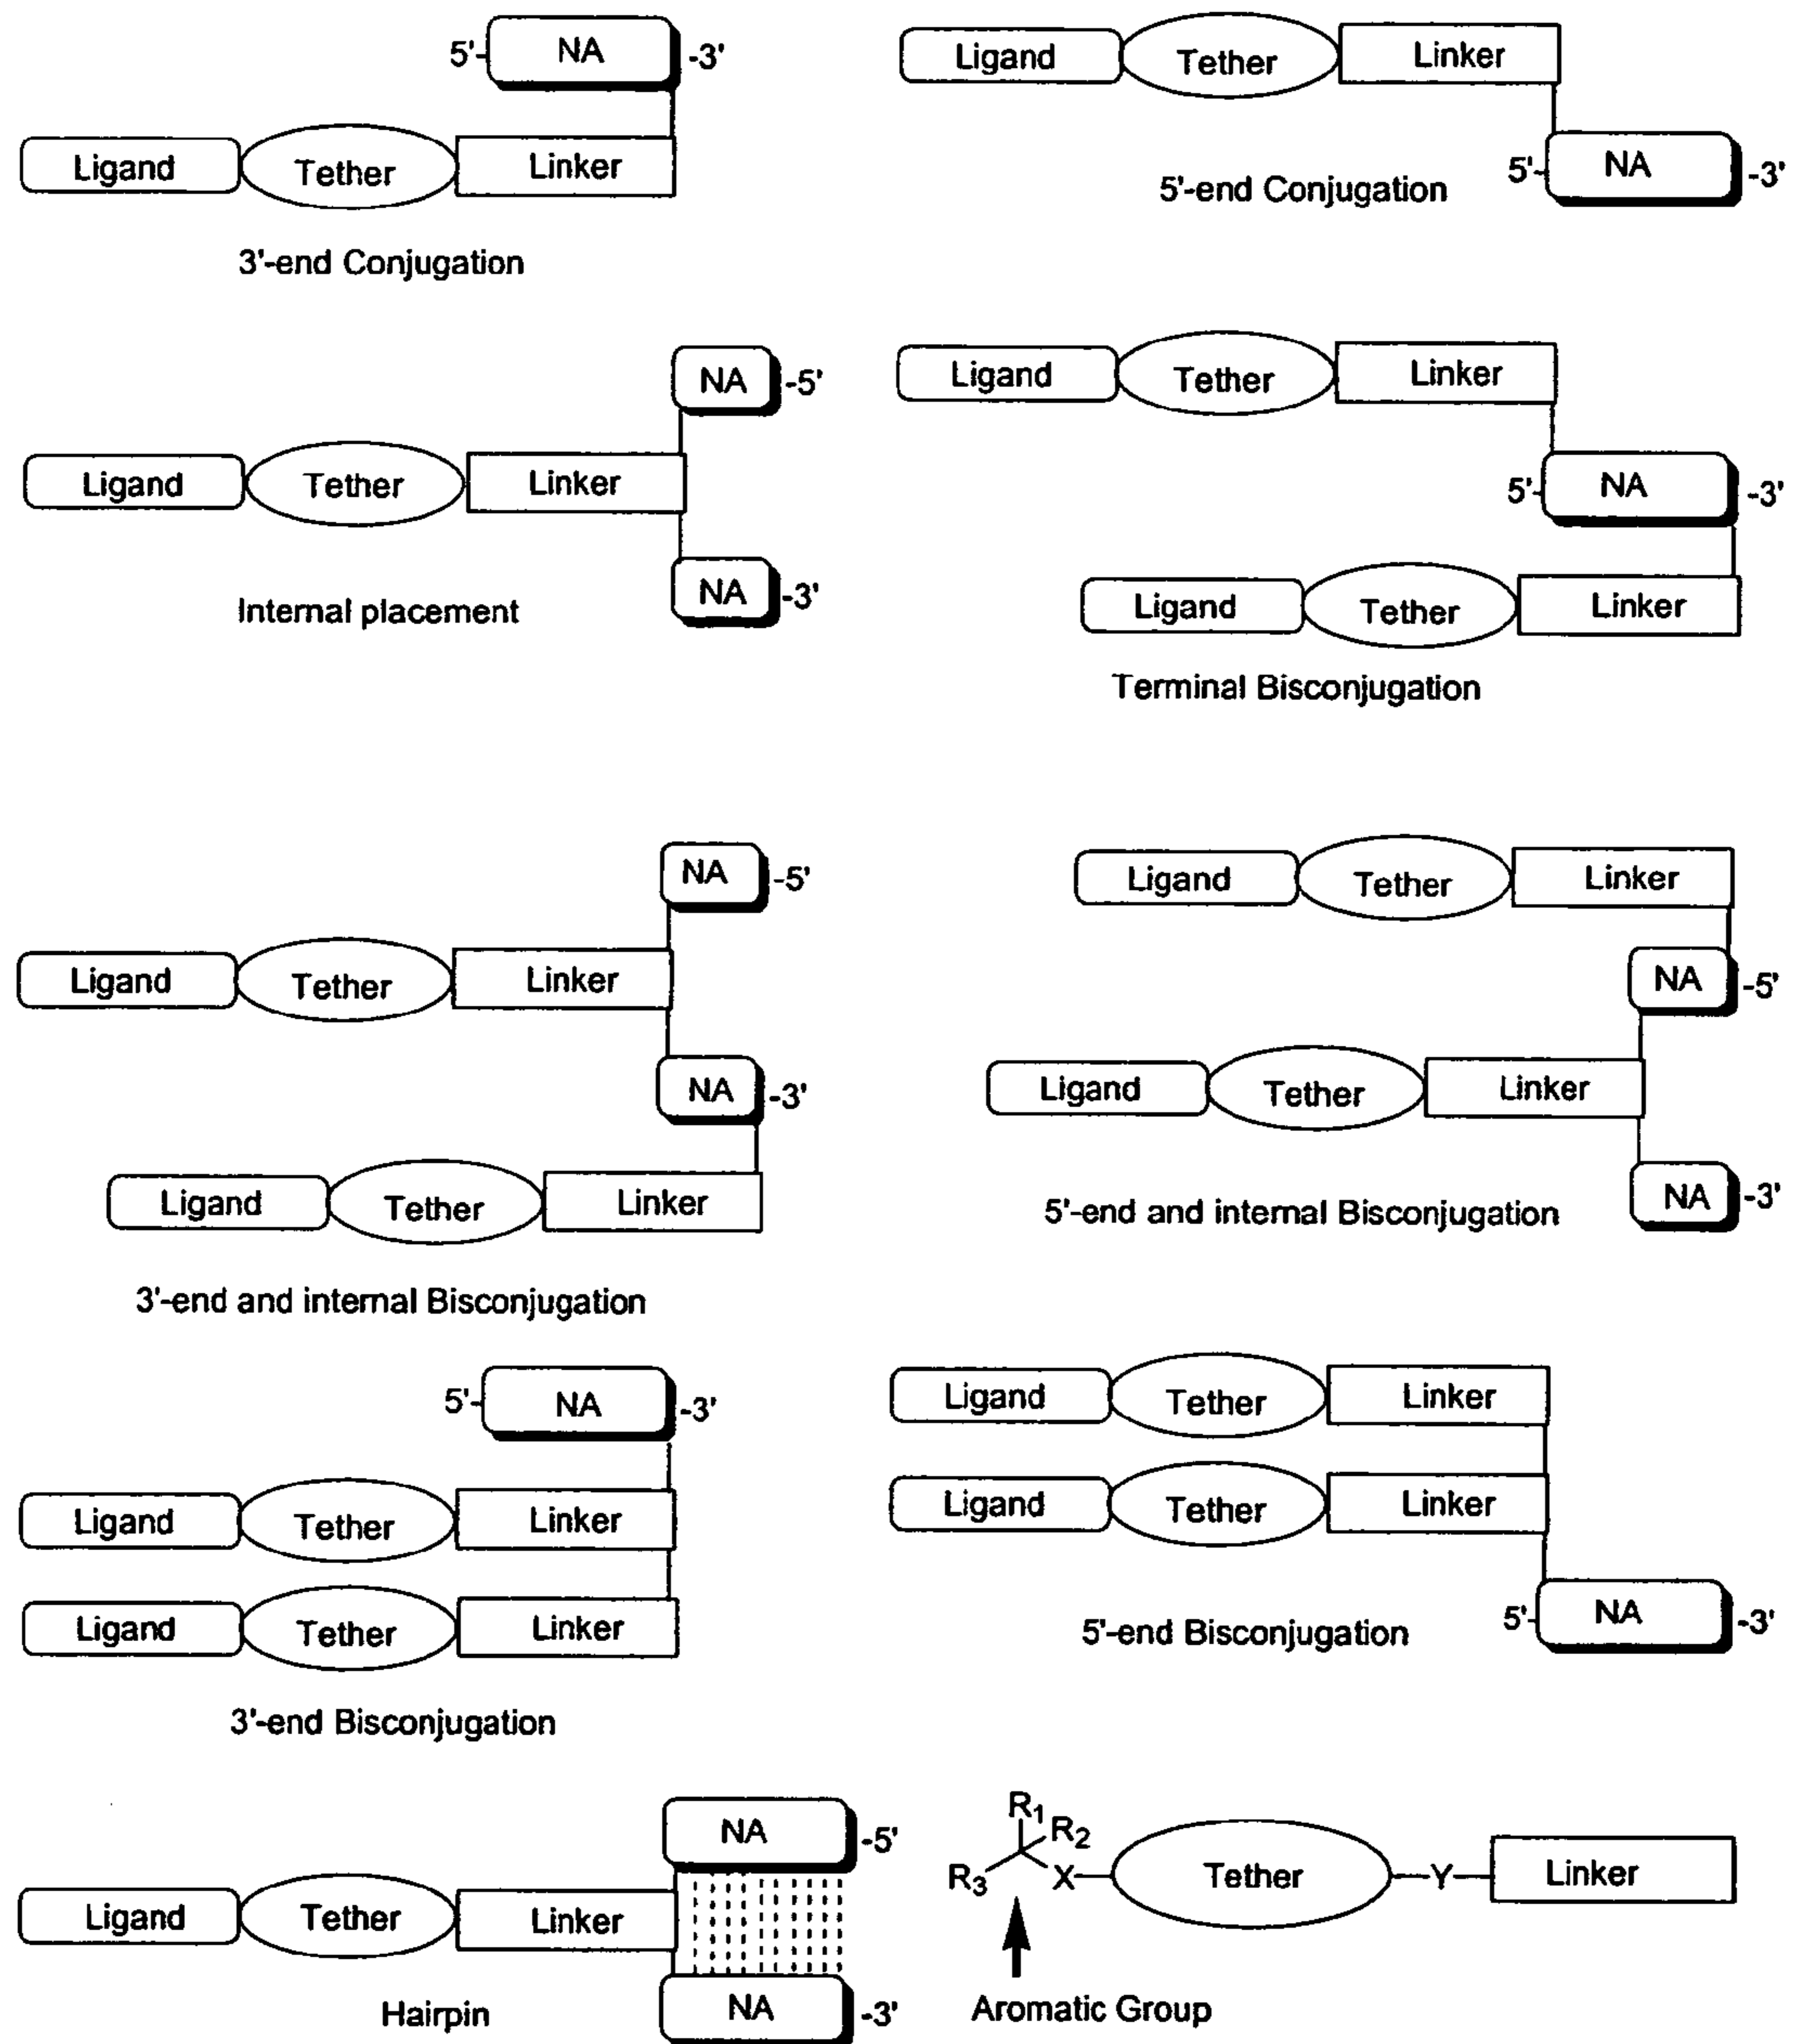 5'- NA -3'
Ligand Tether Linker
3'-end Conjugation
Ligand Tether Linker
5'- NA -3'
5'-end Conjugation
NA -5'
Ligand Tether Linker
NA -3'
Internal placement
Ligand Tether Linker
5'- NA -3'
Ligand Tether Linker
Terminal Bisconjugation
NA -5'
Ligand Tether Linker
NA -3'
Ligand Tether Linker
3'-end and internal Bisconjugation
Ligand Tether Linker
NA -5'
Ligand Tether Linker
NA -3'
5'-end and internal Bisconjugation
5'- NA -3'
Ligand Tether Linker
Ligand Tether Linker
3'-end Bisconjugation
Ligand Tether Linker
Ligand Tether Linker
5'- NA -3'
5'-end Bisconjugation
NA -5'
Ligand Tether Linker
NA -3'
Hairpin
R1
R2
R3 X Tether Y Linker
Aromatic Group